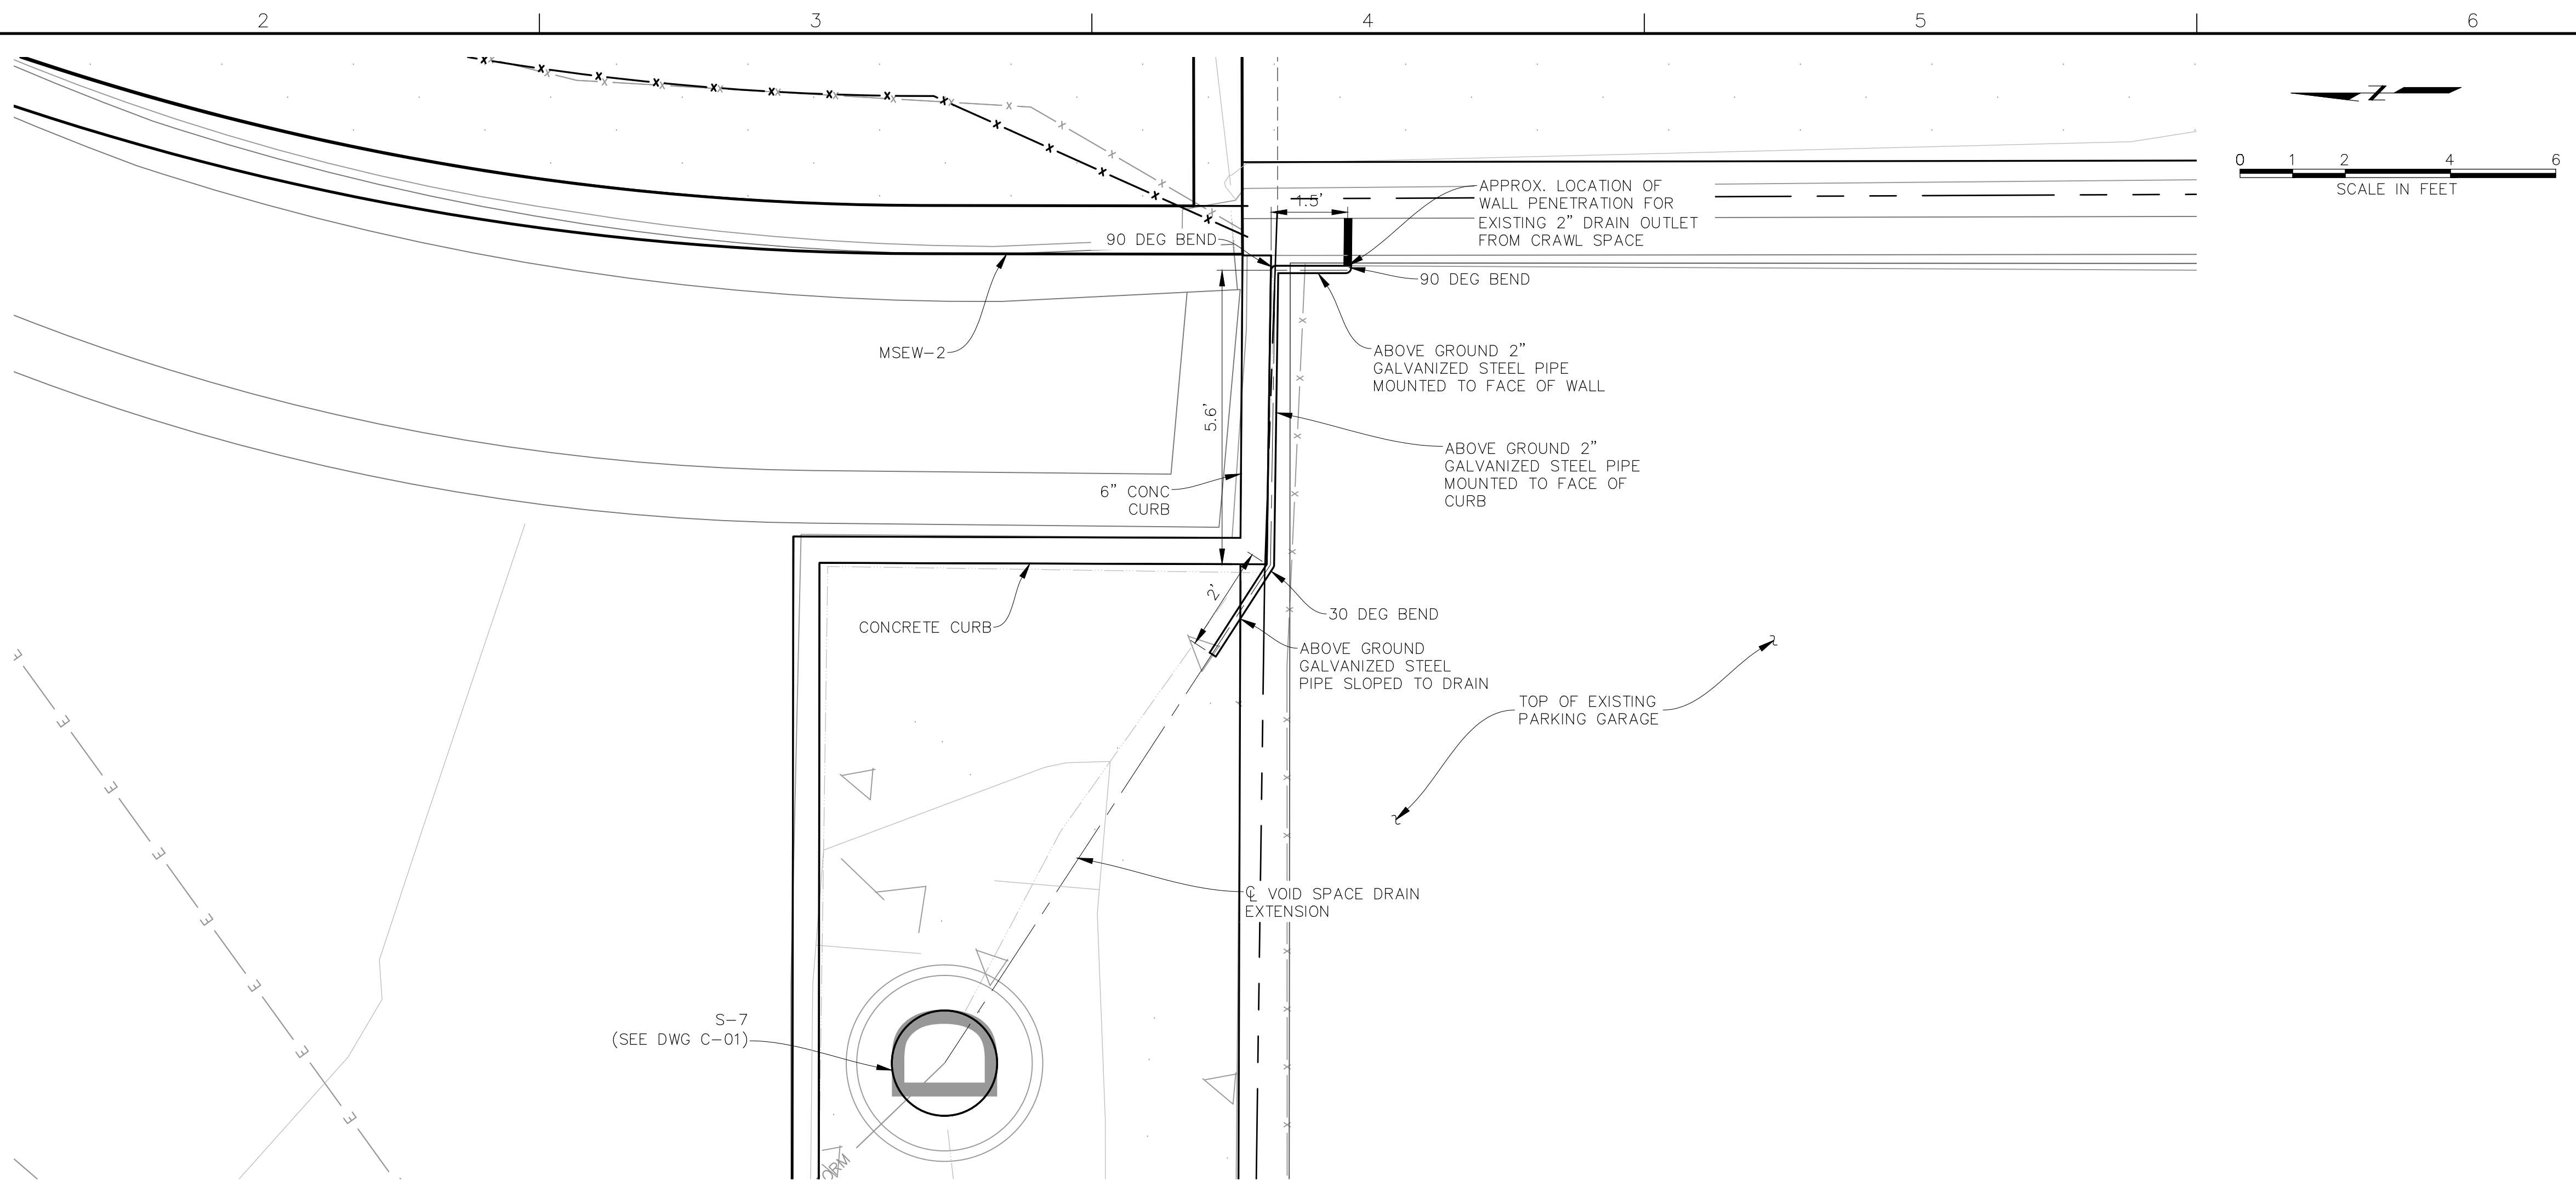 2
3
4
5
6
Z
0 1 2 4 6
SCALE IN FEET
APPROX. LOCATION OF
WALL PENETRATION FOR
EXISTING 2" DRAIN OUTLET
FROM CRAWL SPACE
1.5'
90 DEG BEND
90 DEG BEND
MSEW-2
ABOVE GROUND 2"
GALVANIZED STEEL PIPE
MOUNTED TO FACE OF WALL
5.6'
ABOVE GROUND 2"
GALVANIZED STEEL PIPE
MOUNTED TO FACE OF
CURB
6" CONC
CURB
2'
CONCRETE CURB
30 DEG BEND
ABOVE GROUND
GALVANIZED STEEL
PIPE SLOPED TO DRAIN
TOP OF EXISTING
PARKING GARAGE
℄ VOID SPACE DRAIN
EXTENSION
S-7
(SEE DWG C-01)
E
E
E
E
E
E
E
E
ORM